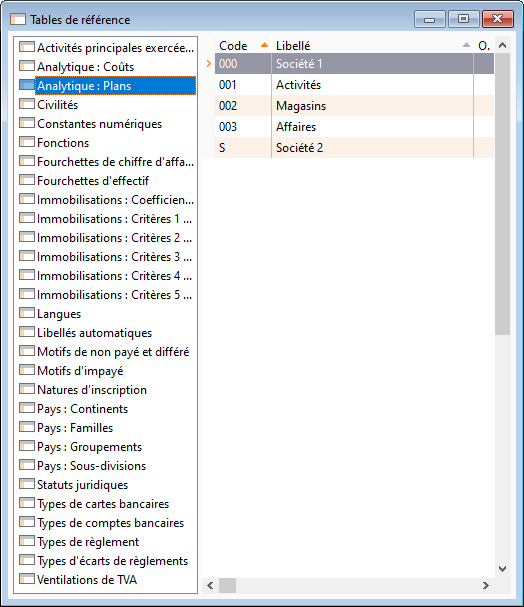 Tables de référence
Activités principales exercée...
Analytique : Coûts
Analytique : Plans
Civilités
Constantes numériques
Fonctions
Fourchettes de chiffre d'affa...
Fourchettes d'effectif
Immobilisations : Coefficien...
Immobilisations : Critères 1 ...
Immobilisations : Critères 2 ...
Immobilisations : Critères 3 ...
Immobilisations : Critères 4 ...
Immobilisations : Critères 5 ...
Langues
Libellés automatiques
Motifs de non payé et différé
Motifs d'impayé
Natures d'inscription
Pays : Continents
Pays : Familles
Pays : Groupements
Pays : Sous-divisions
Statuts juridiques
Types de cartes bancaires
Types de comptes bancaires
Types de règlement
Types d'écarts de règlements
Ventilations de TVA
Code Libellé O.
000 Société 1
001 Activités
002 Magasins
003 Affaires
S Société 2